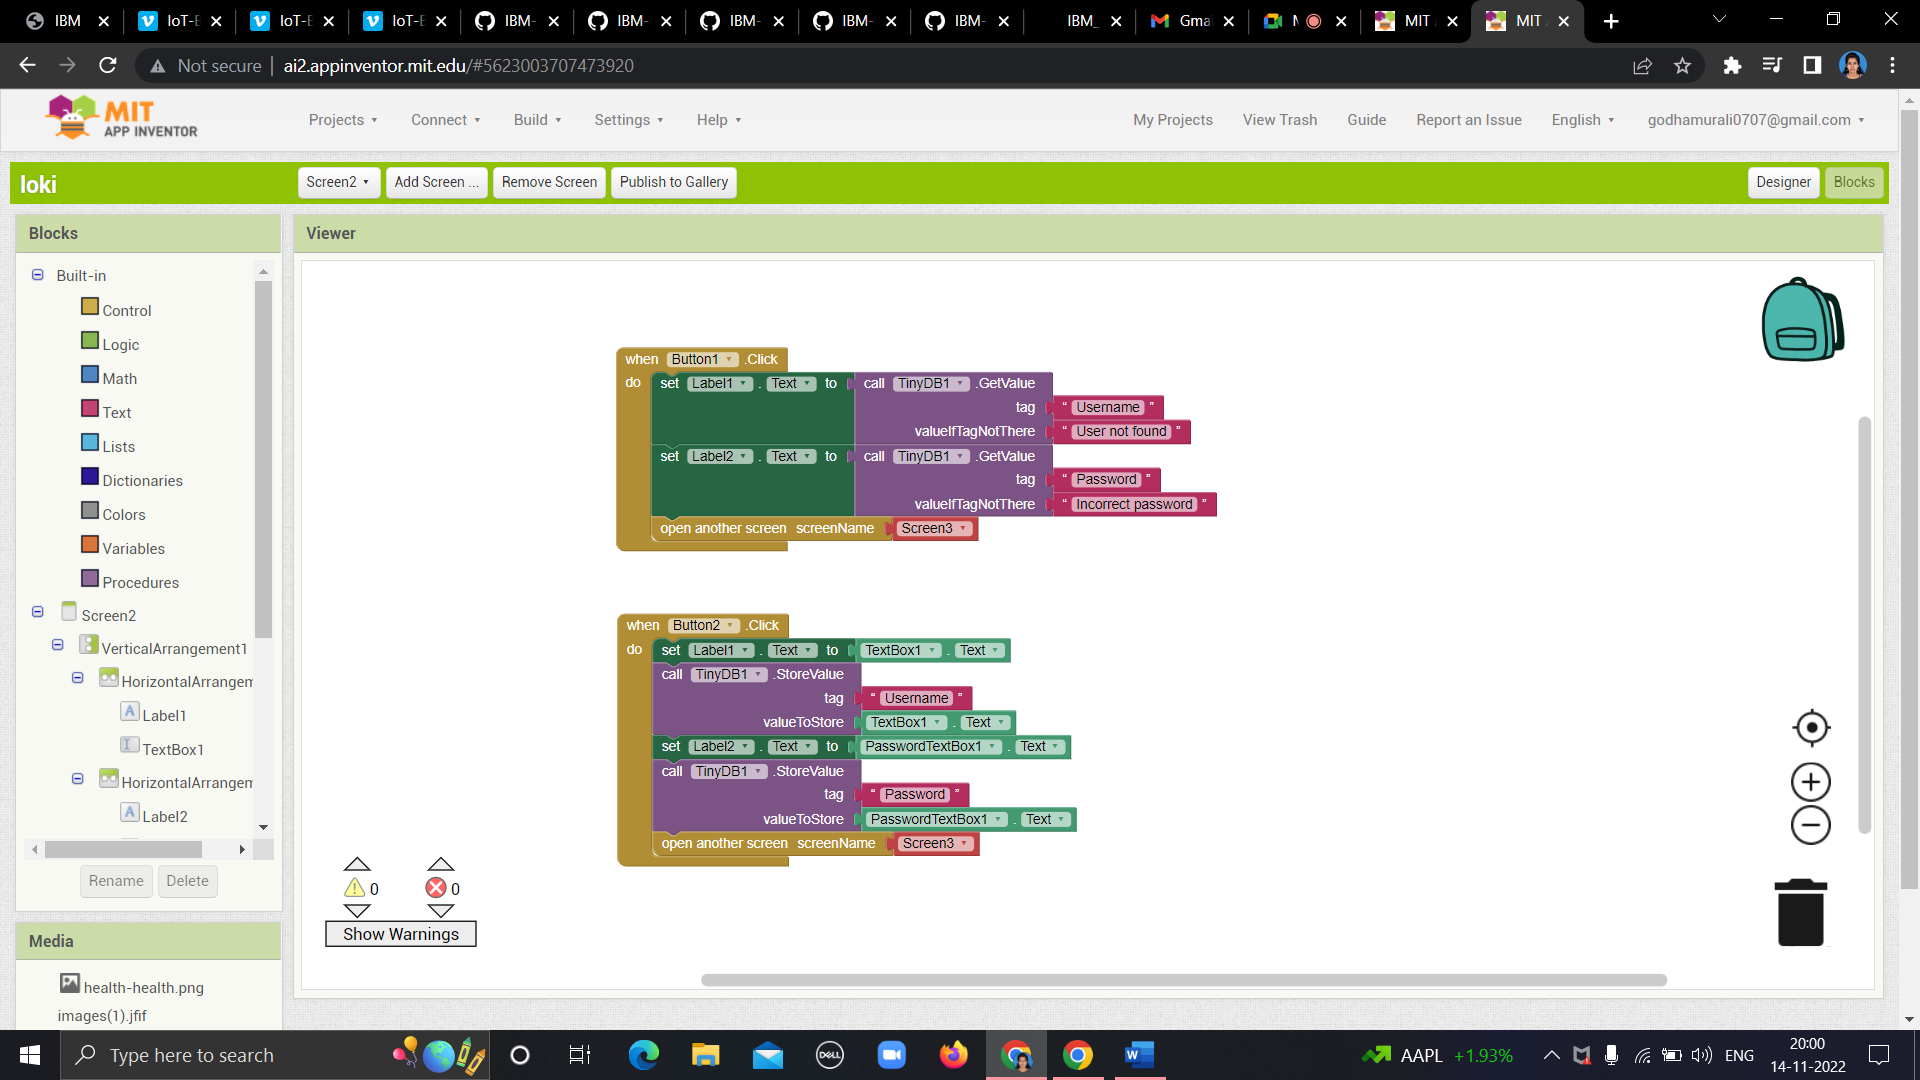 IBM IoT-E IoT-E IoT-E IBM- IBM- IBM- IBM- IBM- IBM_ Gmai MIT MIT
Not secure ai2.appinventor.mit.edu/#5623003707473920
MIT
APP INVENTOR
Projects Connect Build Settings Help My Projects View Trash Guide Report an Issue English godhamurali0707@gmail.com
loki Screen2 Add Screen ... Remove Screen Publish to Gallery Designer Blocks
Blocks
Viewer
Built-in
Control
Logic
Math
Text
Lists
Dictionaries
Colors
Variables
Procedures
Screen2
VerticalArrangement1
HorizontalArrangem
Label1
TextBox1
HorizontalArrangem
Label2
Rename Delete
Media
health-health.png
images(1).jfif
when Button1 .Click
do set Label1 . Text to call TinyDB1 .GetValue
tag “ Username ”
valueIfTagNotThere “ User not found ”
set Label2 . Text to call TinyDB1 .GetValue
tag “ Password ”
valueIfTagNotThere “ Incorrect password ”
open another screen screenName Screen3
when Button2 .Click
do set Label1 . Text to TextBox1 . Text
call TinyDB1 .StoreValue
tag “ Username ”
valueToStore TextBox1 . Text
set Label2 . Text to PasswordTextBox1 . Text
call TinyDB1 .StoreValue
tag “ Password ”
valueToStore PasswordTextBox1 . Text
open another screen screenName Screen3
0 0
Show Warnings
Type here to search
DELL
AAPL +1.93%
ENG
20:00
14-11-2022